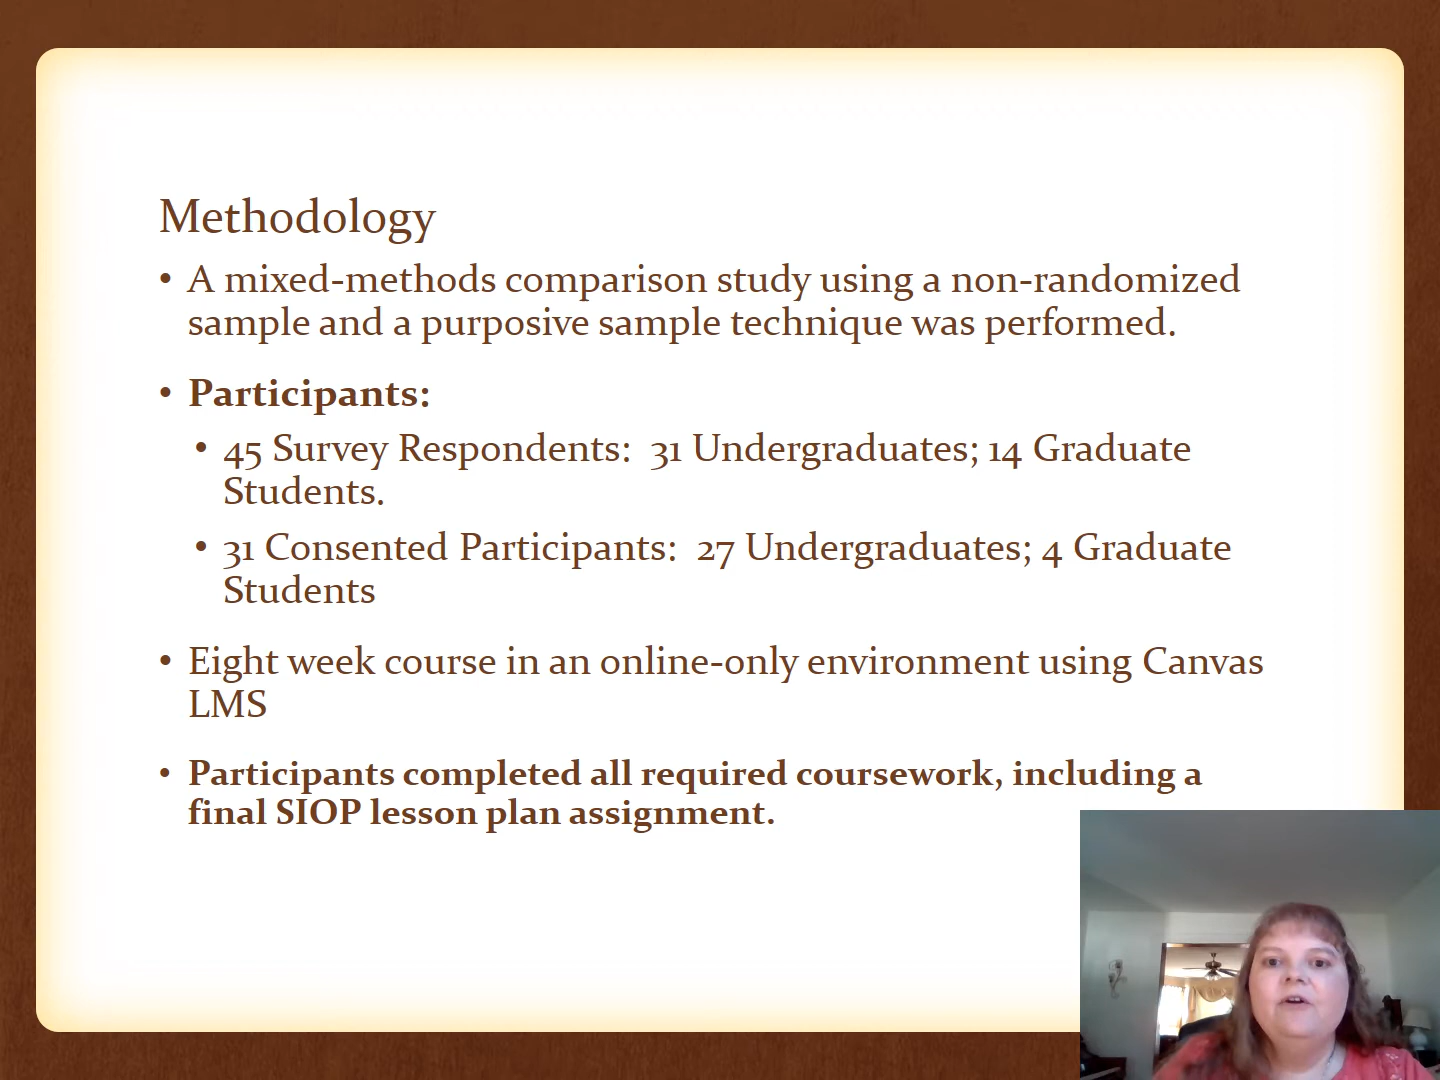 Methodology
• A mixed-methods comparison study using a non-randomized
sample and a purposive sample technique was performed.
• Participants:
• 45 Survey Respondents:  31 Undergraduates; 14 Graduate
Students.
• 31 Consented Participants:  27 Undergraduates; 4 Graduate
Students
• Eight week course in an online-only environment using Canvas
LMS
• Participants completed all required coursework, including a
final SIOP lesson plan assignment.